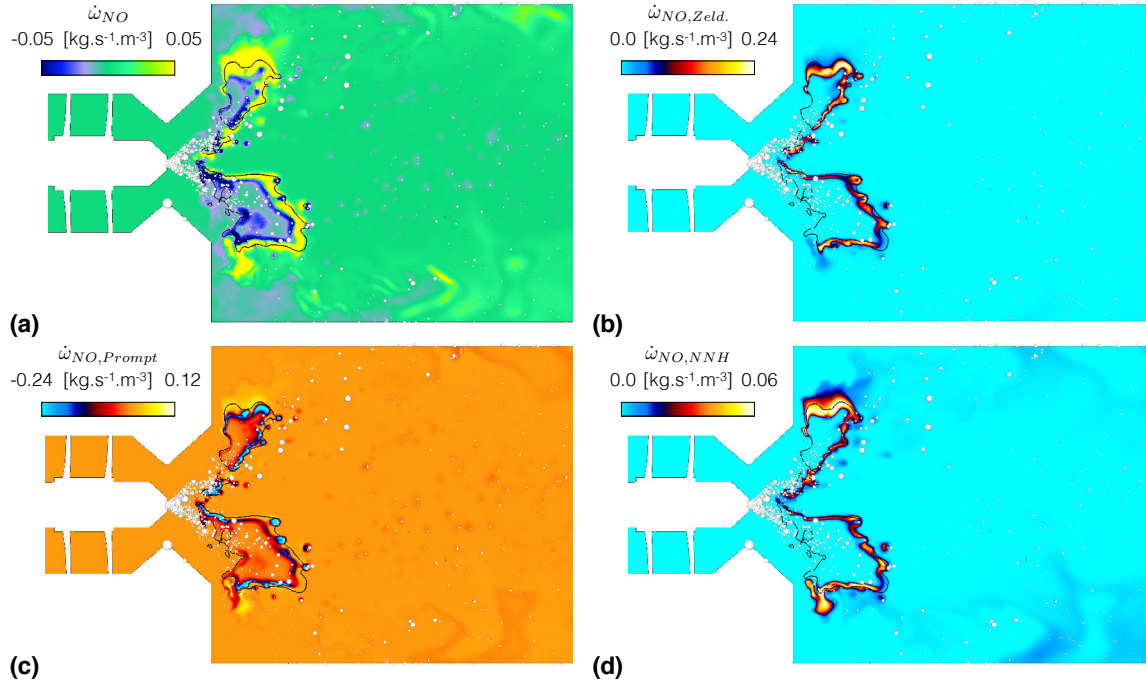 ω̇_NO
-0.05 [kg.s⁻¹.m⁻³] 0.05
(a)
ω̇_NO,Zeld.
0.0 [kg.s⁻¹.m⁻³] 0.24
(b)
ω̇_NO,Prompt
-0.24 [kg.s⁻¹.m⁻³] 0.12
(c)
ω̇_NO,NNH
0.0 [kg.s⁻¹.m⁻³] 0.06
(d)